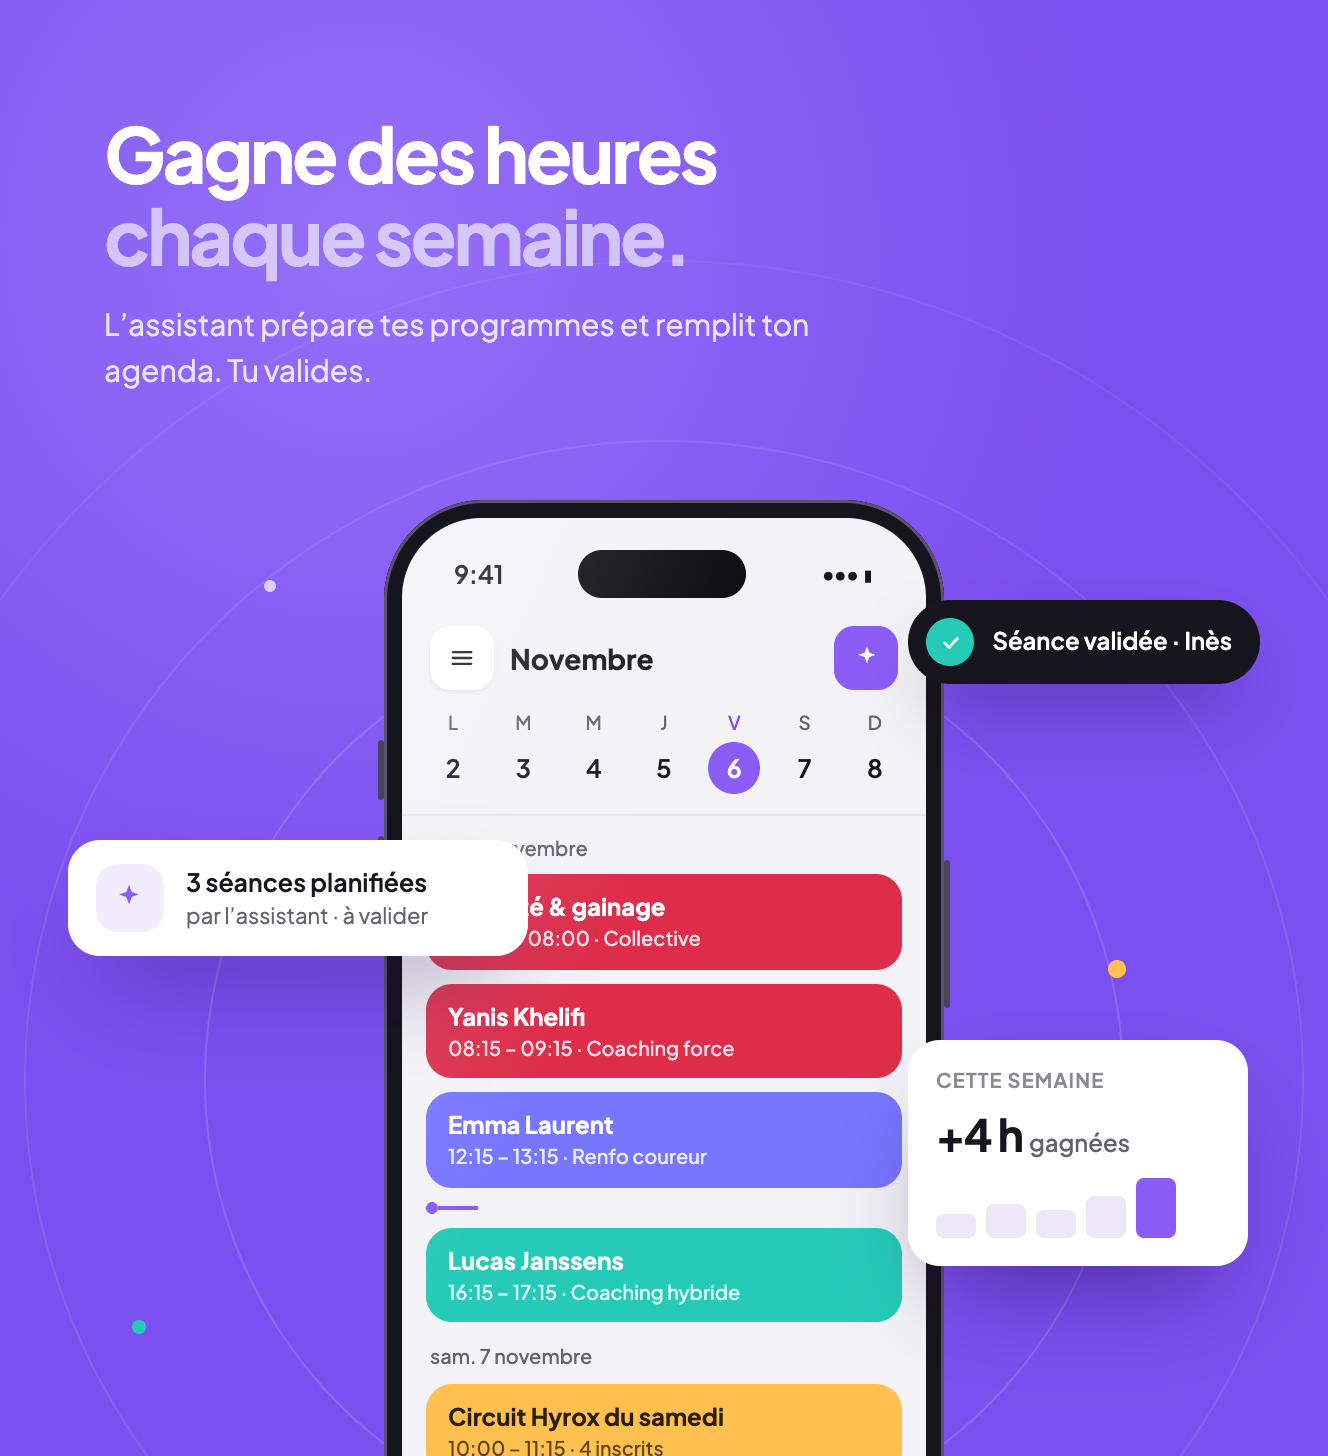 Gagne des heures
chaque semaine.
L’assistant prépare tes programmes et remplit ton
agenda. Tu valides.
9:41
Novembre
Séance validée · Inès
L M M J V S D
2 3 4 5 6 7 8
3 séances planifiées
par l’assistant · à valider
& gainage
08:00 · Collective
Yanis Khelifi
08:15 – 09:15 · Coaching force
CETTE SEMAINE
+4 h gagnées
Emma Laurent
12:15 – 13:15 · Renfo coureur
Lucas Janssens
16:15 – 17:15 · Coaching hybride
sam. 7 novembre
Circuit Hyrox du samedi
10:00 – 11:15 · 4 inscrits